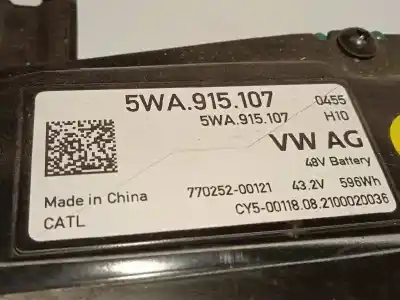 5WA.915.107 0455
5WA.915.107 H10
VW AG
48V Battery
Made in China 770252-00121 43.2V 596Wh
CATL CY5-00118.08.2100020036